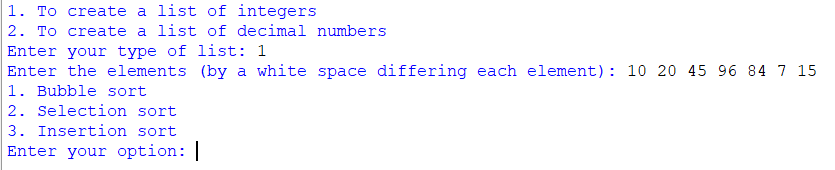 1. To create a list of integers
2. To create a list of decimal numbers
Enter your type of list: 1
Enter the elements (by a white space differing each element): 10 20 45 96 84 7 15
1. Bubble sort
2. Selection sort
3. Insertion sort
Enter your option: